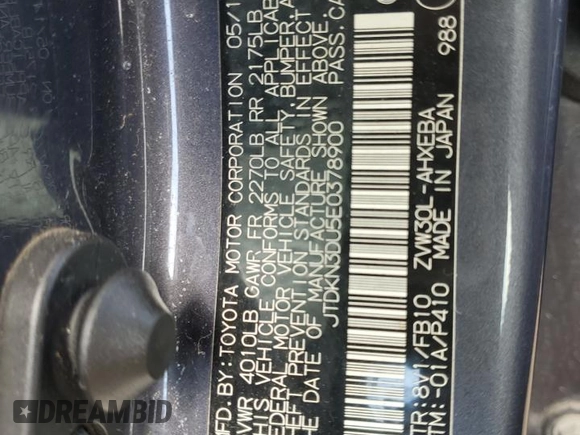 MFD.BY:TOYOTA MOTOR CORPORATION 05/1
GVWR 4010LB GAWR FR 2270LB RR 2175LB
THIS VEHICLE CONFORMS TO ALL APPLICAB
FEDERAL MOTOR VEHICLE SAFETY, BUMPER, A
THEFT PREVENTION STANDARDS IN EFFECT
THE DATE OF MANUFACTURE SHOWN ABOVE.
JTDKN3DU5E0378900 PASS.CA
TR:8V1/FB10 ZVW30L-AHXEBA
TM:-01A/P410 MADE IN JAPAN 988